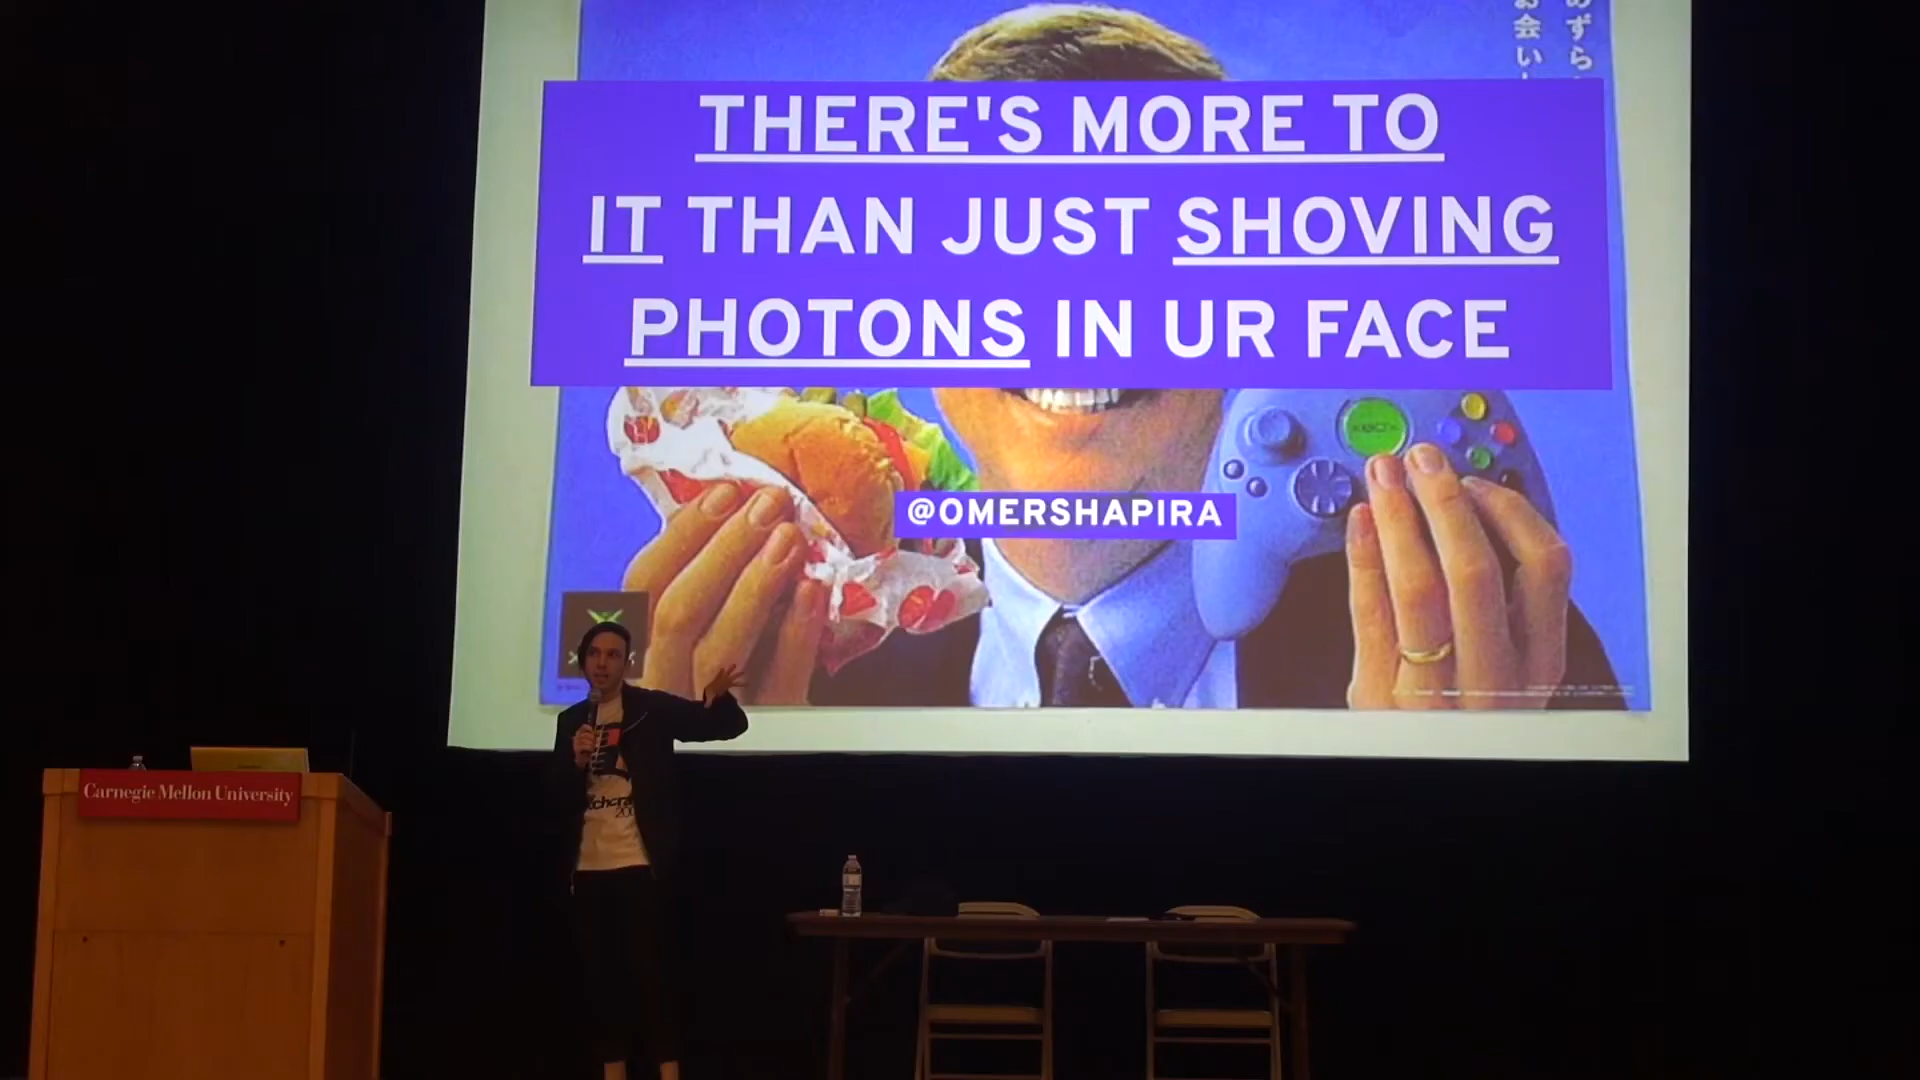 THERE'S MORE TO
IT THAN JUST SHOVING
PHOTONS IN UR FACE
@OMERSHAPIRA
Carnegie Mellon University